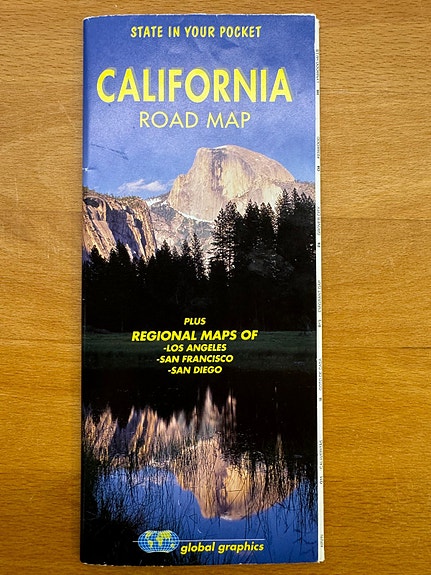 STATE IN YOUR POCKET
CALIFORNIA
ROAD MAP
PLUS
REGIONAL MAPS OF
-LOS ANGELES
-SAN FRANCISCO
-SAN DIEGO
global graphics